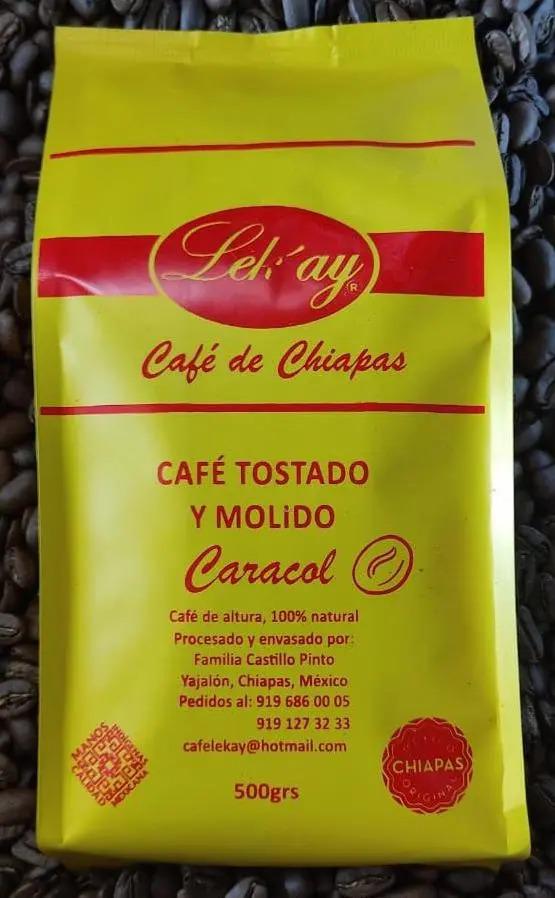 Lek'ay
R
Café de Chiapas
CAFÉ TOSTADO
Y MOLiDO
Caracol
Café de altura, 100% natural
Procesado y envasado por:
Familia Castillo Pinto
Yajalón, Chiapas, México
Pedidos al: 919 686 00 05
919 127 32 33
cafelekay@hotmail.com
MANOS
CHIAPAS
ORIGINAL
500grs